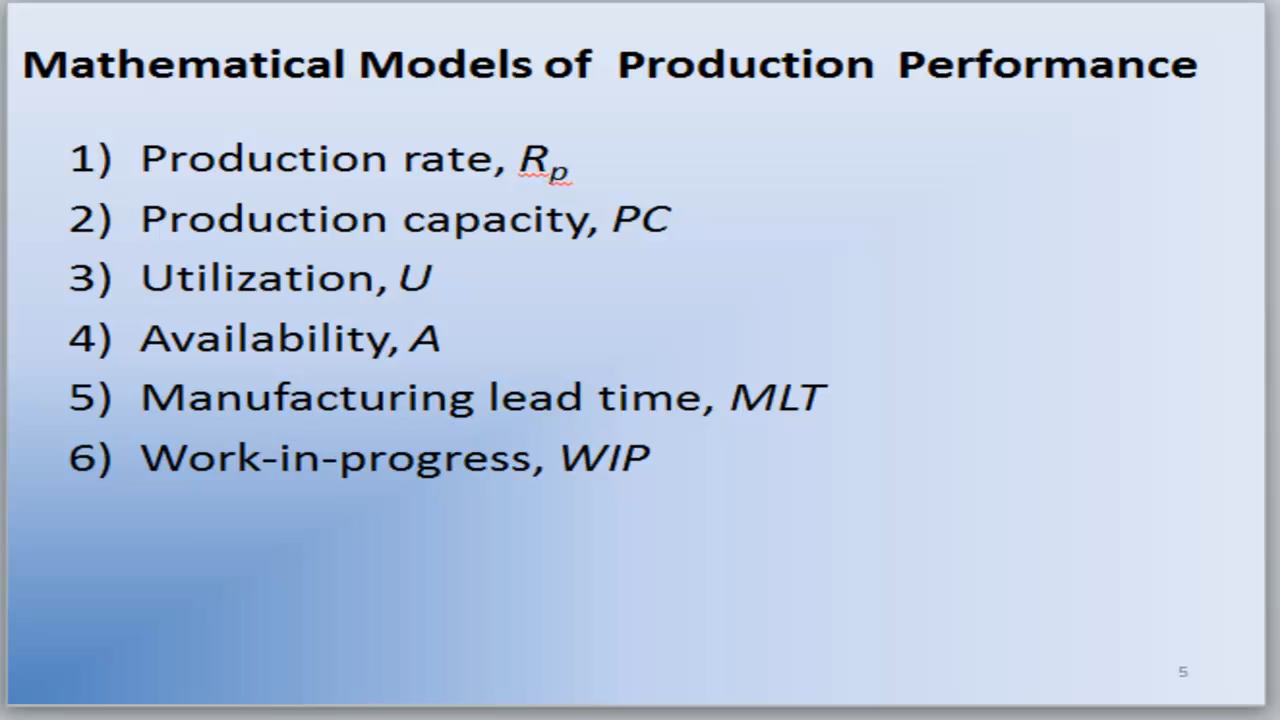 Mathematical Models of Production Performance
1) Production rate, Rp
2) Production capacity, PC
3) Utilization, U
4) Availability, A
5) Manufacturing lead time, MLT
6) Work-in-progress, WIP
5